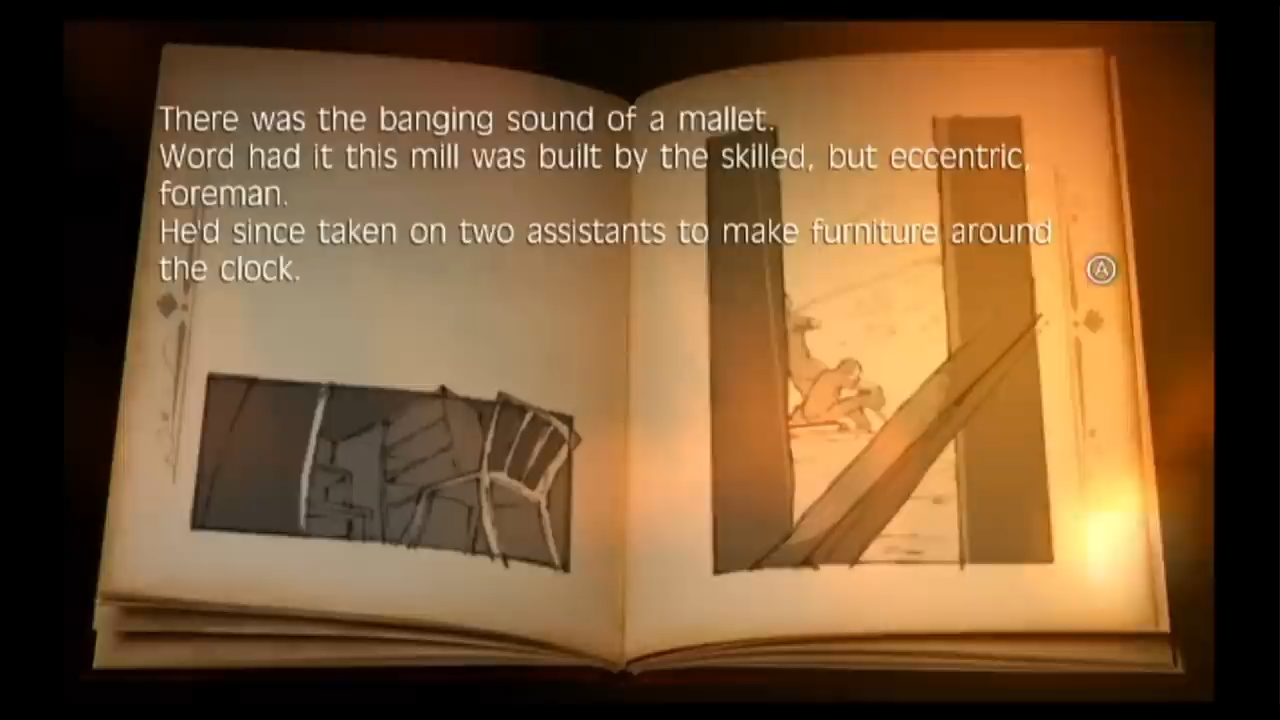 There was the banging sound of a mallet.
Word had it this mill was built by the skilled, but eccentric,
foreman.
He'd since taken on two assistants to make furniture around
the clock.
A